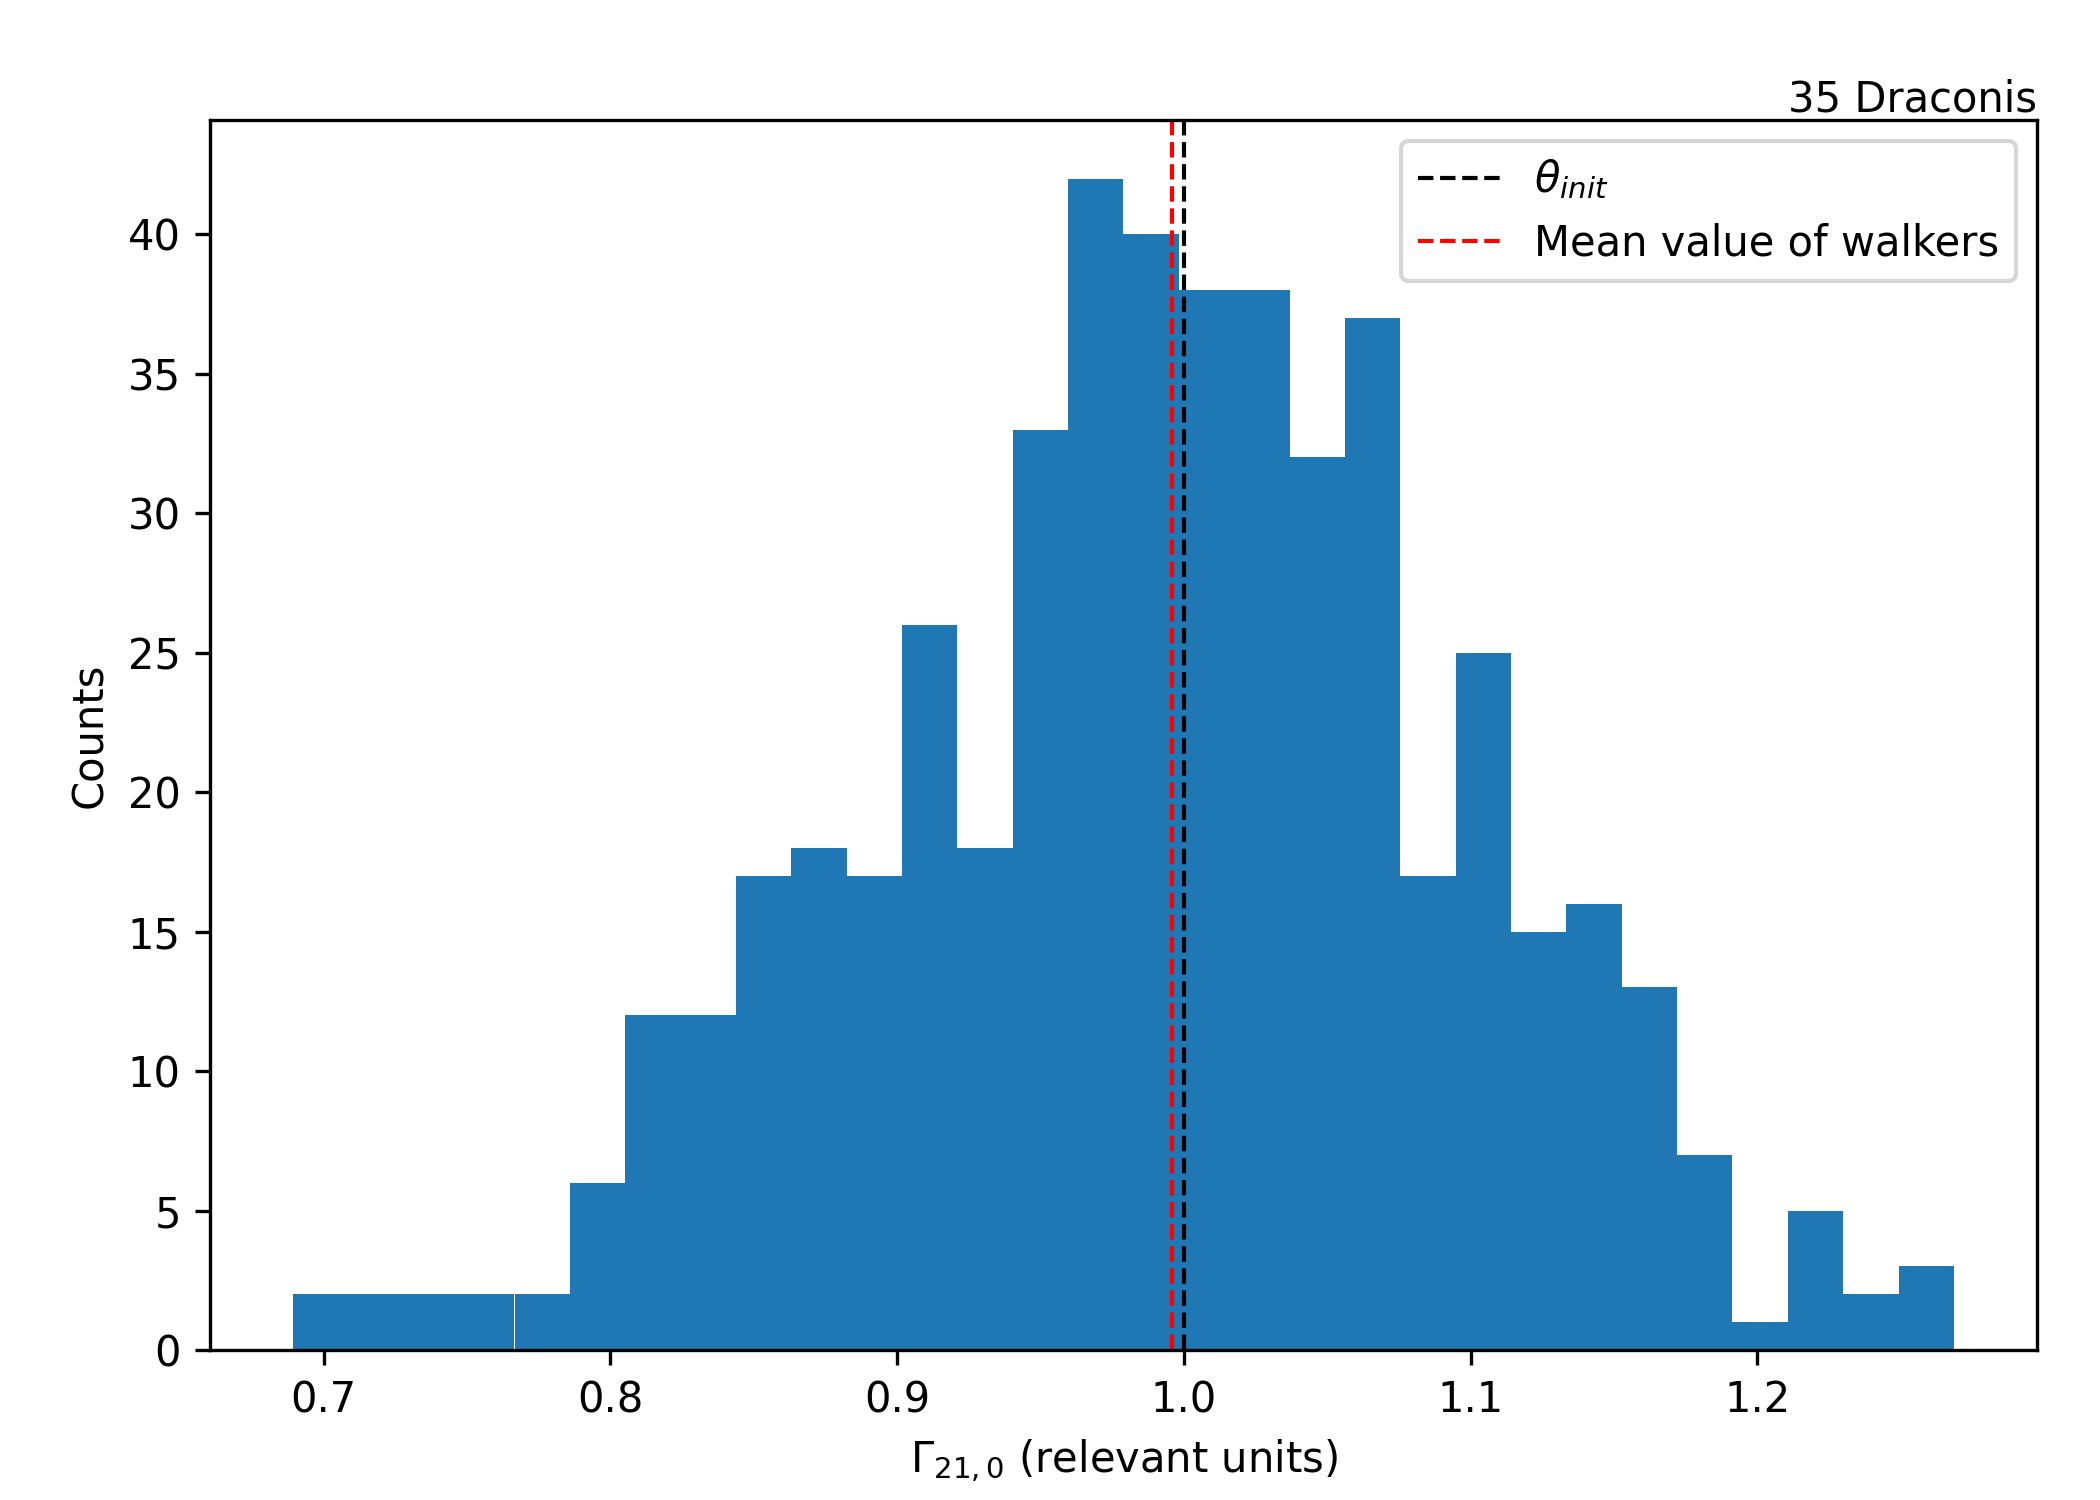 35 Draconis
θinit
Mean value of walkers
40
35
30
25
20
15
10
5
0
Counts
0.7 0.8 0.9 1.0 1.1 1.2
Γ21, 0 (relevant units)